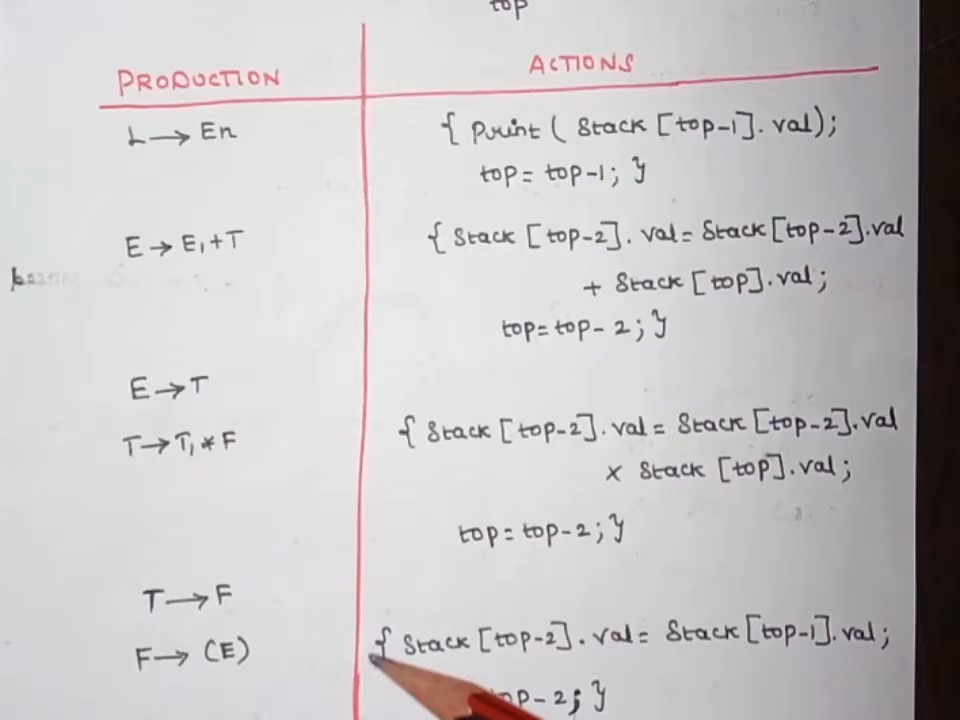 top
PRODUCTION ACTIONS
L → En { Print ( Stack [top-1]. val);
top = top-1; }
E → E₁ + T { Stack [top-2]. val = Stack [top-2].val
+ Stack [top].val;
top = top - 2; }
E → T
T → T₁ * F { Stack [top-2]. val = Stack [top-2].val
x Stack [top].val;
top = top-2; }
T → F
F → (E) { Stack [top-2]. val = Stack [top-1].val;
top-2; }